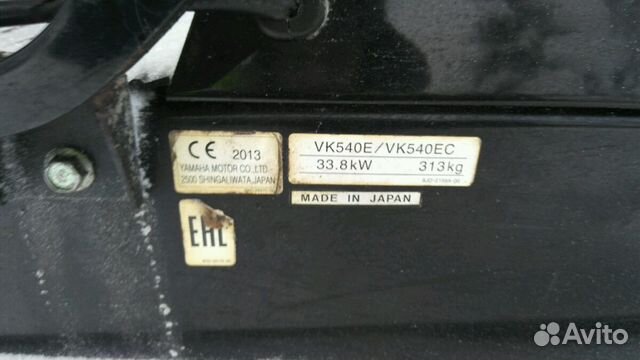 CE 2013
YAMAHA MOTOR CO., LTD.
2500 SHINGAI, IWATA, JAPAN
VK540E/VK540EC
33.8kW 313kg
MADE IN JAPAN
EAC
Avito